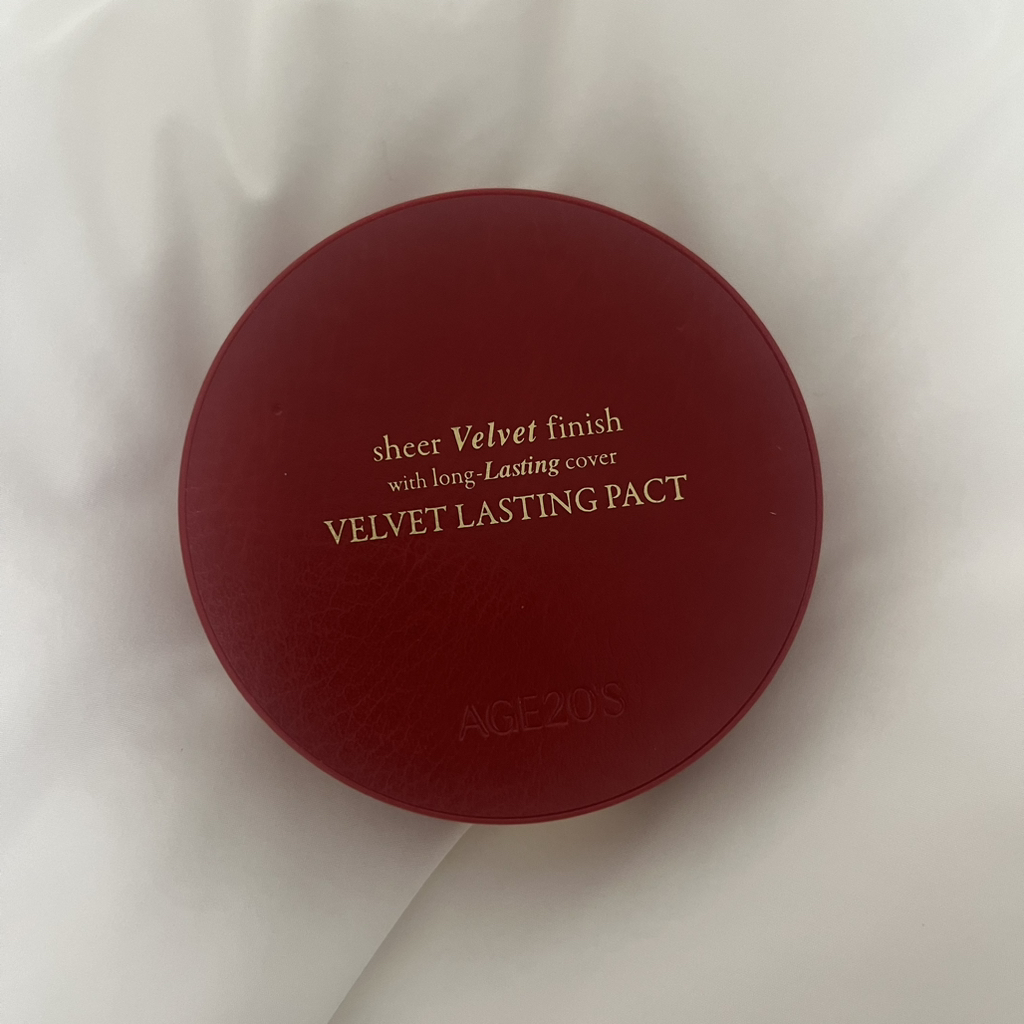 sheer Velvet finish
with long-Lasting cover
VELVET LASTING PACT
AGE20'S